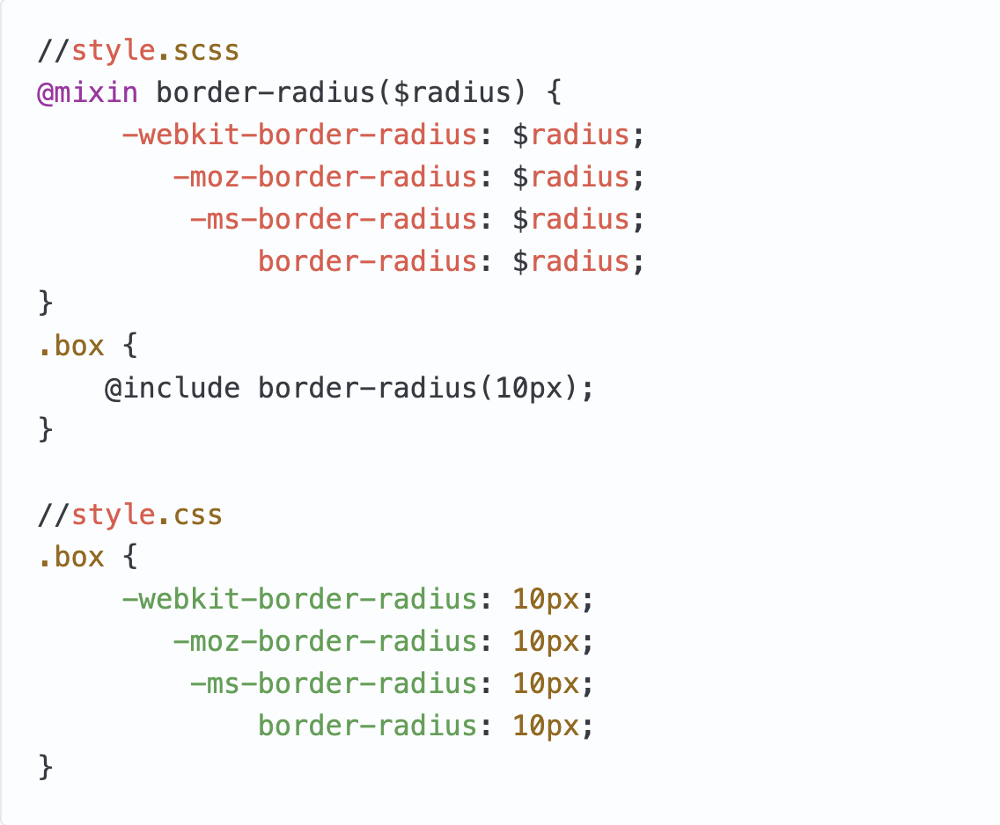 //style.scss
@mixin border-radius($radius) {
     -webkit-border-radius: $radius;
        -moz-border-radius: $radius;
         -ms-border-radius: $radius;
             border-radius: $radius;
}
.box {
    @include border-radius(10px);
}

//style.css
.box {
     -webkit-border-radius: 10px;
        -moz-border-radius: 10px;
         -ms-border-radius: 10px;
             border-radius: 10px;
}